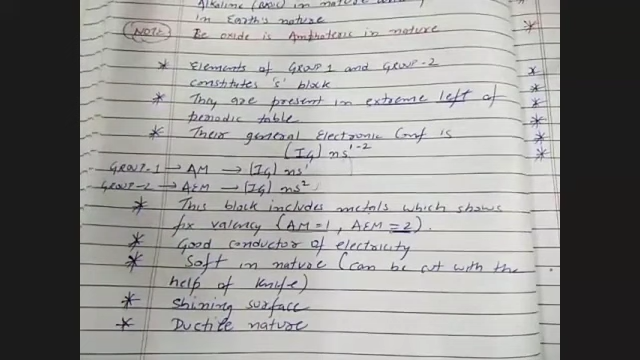 Alkaline (basic) in nature
in Earth's nature
NOTE Be oxide is Amphoteric in nature
* Elements of GROUP 1 and GROUP-2
constitutes 's' block
* They are present in extreme left of
periodic table
* Their general Electronic Conf is
[IG] ns¹⁻²
GROUP-1 → AM → [IG] ns¹
GROUP-2 → AEM → [IG] ns²
* This block includes metals which shows
fix valency (AM=1, AEM=2).
* Good conductor of electricity
* Soft in nature (can be cut with the
help of Knife)
* Shining surface
* Ductile nature